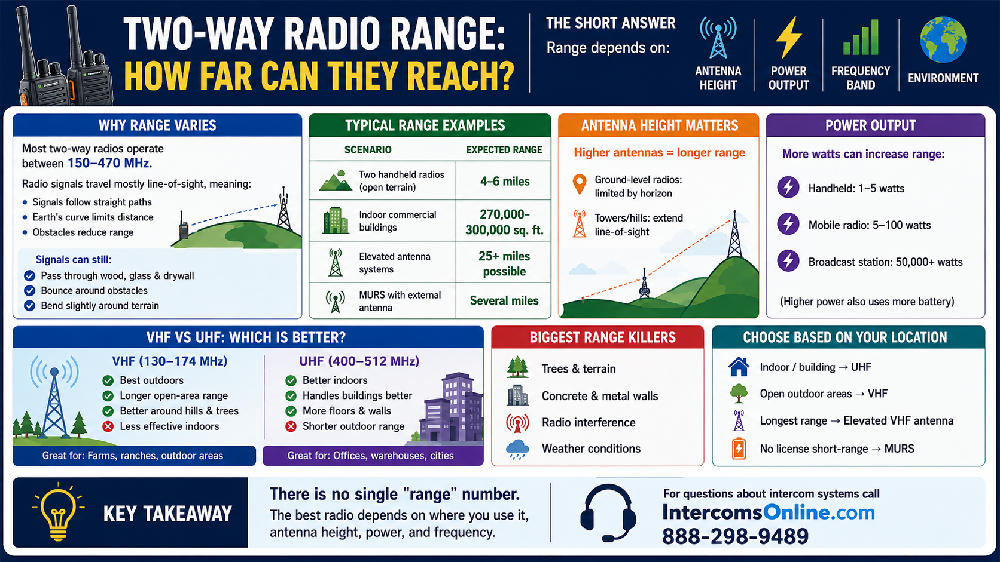 TWO-WAY RADIO RANGE:
HOW FAR CAN THEY REACH?
THE SHORT ANSWER
Range depends on:
ANTENNA
HEIGHT
POWER
OUTPUT
FREQUENCY
BAND
ENVIRONMENT
WHY RANGE VARIES
Most two-way radios operate
between 150–470 MHz.
Radio signals travel mostly line-of-sight, meaning:
• Signals follow straight paths
• Earth's curve limits distance
• Obstacles reduce range
Signals can still:
Pass through wood, glass & drywall
Bounce around obstacles
Bend slightly around terrain
TYPICAL RANGE EXAMPLES
SCENARIO EXPECTED RANGE
Two handheld radios
(open terrain)
4–6 miles
Indoor commercial
buildings
270,000–
300,000 sq. ft.
Elevated antenna
systems
25+ miles
possible
MURS with external
antenna
Several miles
ANTENNA HEIGHT MATTERS
Higher antennas = longer range
Ground-level radios:
limited by horizon
Towers/hills: extend
line-of-sight
POWER OUTPUT
More watts can increase range:
Handheld: 1–5 watts
Mobile radio: 5–100 watts
Broadcast station: 50,000+ watts
(Higher power also uses more battery)
VHF VS UHF: WHICH IS BETTER?
VHF (130–174 MHz)
Best outdoors
Longer open-area range
Better around hills & trees
Less effective indoors
Great for: Farms, ranches, outdoor areas
UHF (400–512 MHz)
Better indoors
Handles buildings better
More floors & walls
Shorter outdoor range
Great for: Offices, warehouses, cities
BIGGEST RANGE KILLERS
Trees & terrain
Concrete & metal walls
Radio interference
Weather conditions
CHOOSE BASED ON YOUR LOCATION
Indoor / building → UHF
Open outdoor areas → VHF
Longest range → Elevated VHF antenna
No license short-range → MURS
KEY TAKEAWAY
There is no single "range" number.
The best radio depends on where you use it,
antenna height, power, and frequency.
For questions about intercom systems call
IntercomsOnline.com
888-298-9489